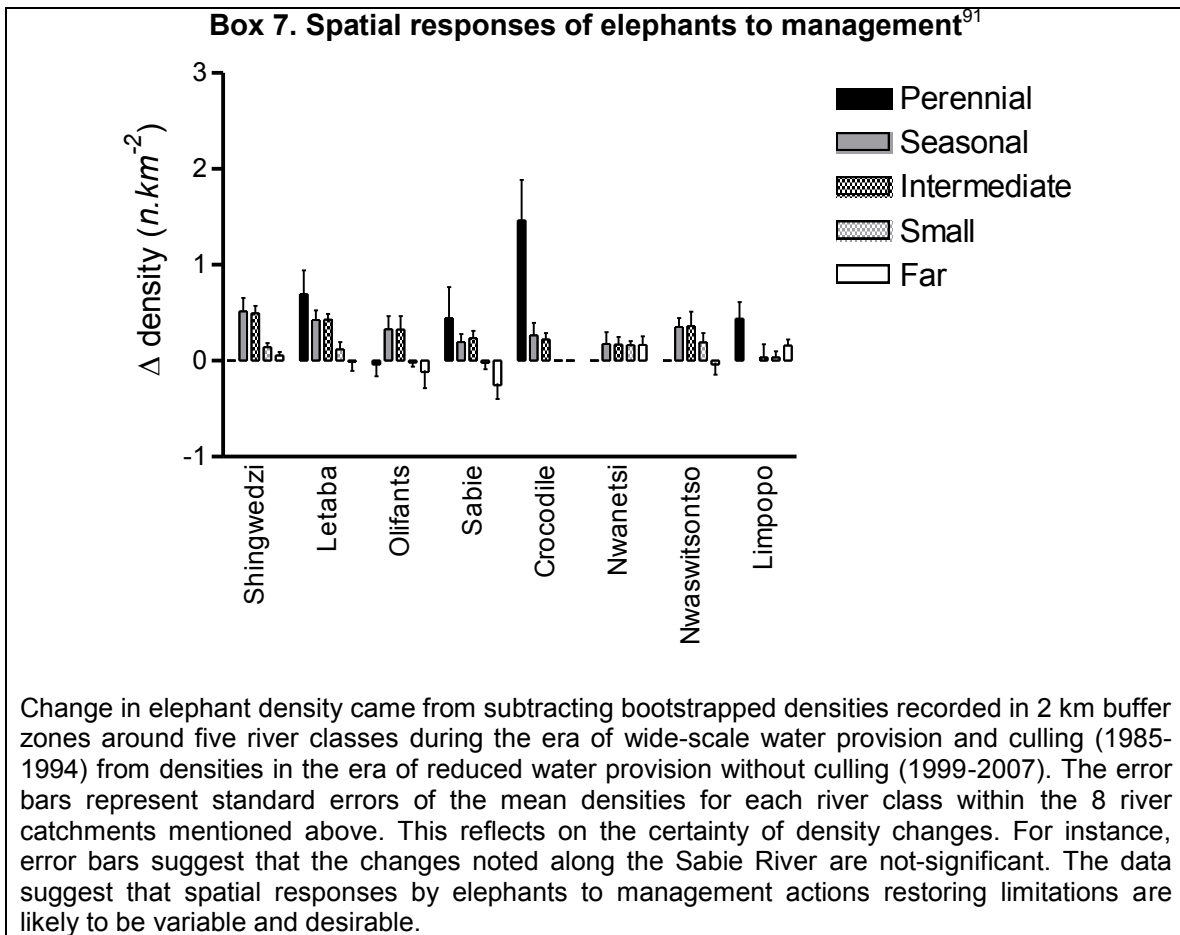 Box 7. Spatial responses of elephants to management91
3
2
1
0
-1
Δ density (n.km-2)
Perennial
Seasonal
Intermediate
Small
Far
Shingwedzi
Letaba
Olifants
Sabie
Crocodile
Nwanetsi
Nwaswitsontso
Limpopo
Change in elephant density came from subtracting bootstrapped densities recorded in 2 km buffer
zones around five river classes during the era of wide-scale water provision and culling (1985-
1994) from densities in the era of reduced water provision without culling (1999-2007). The error
bars represent standard errors of the mean densities for each river class within the 8 river
catchments mentioned above. This reflects on the certainty of density changes. For instance,
error bars suggest that the changes noted along the Sabie River are not-significant. The data
suggest that spatial responses by elephants to management actions restoring limitations are
likely to be variable and desirable.